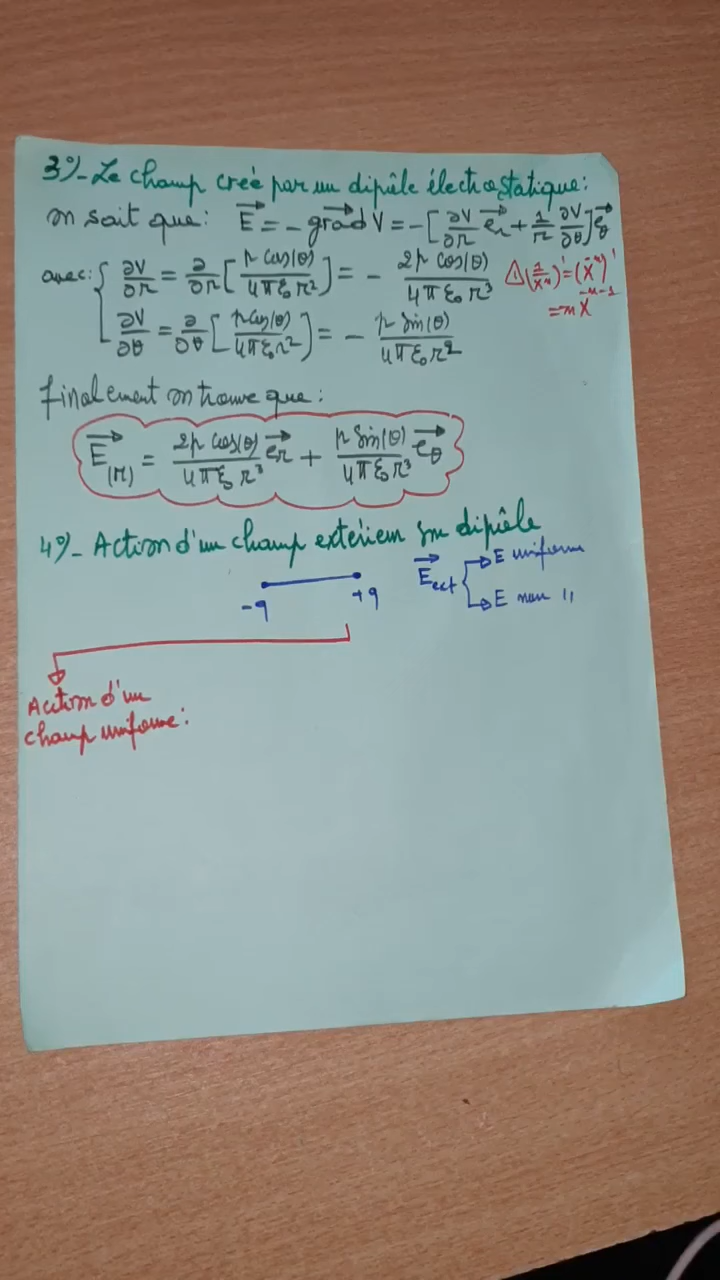 3°)- Le champ crée par un dipôle électrostatique:
on sait que: E⃗ = - grad⃗ V = - [∂V/∂r e⃗r + 1/r ∂V/∂θ] e⃗θ
avec: { ∂V/∂r = ∂/∂r [p cos(θ)/4πε₀r²] = - 2p cos(θ)/4πε₀r³
Δ(1/xⁿ)' = (x⁻ⁿ)'
= n x⁻ⁿ⁻¹
∂V/∂θ = ∂/∂θ [p cos(θ)/4πε₀r²] = - p sin(θ)/4πε₀r²
finalement on trouve que:
E⃗(M) = 2p cos(θ)/4πε₀r³ e⃗r + p sin(θ)/4πε₀r³ e⃗θ
4°)- Action d'un champ extérieur sur dipôle
E⃗ext → E uniforme
→ E non 〃
-q +q
Action d'un
champ uniforme: